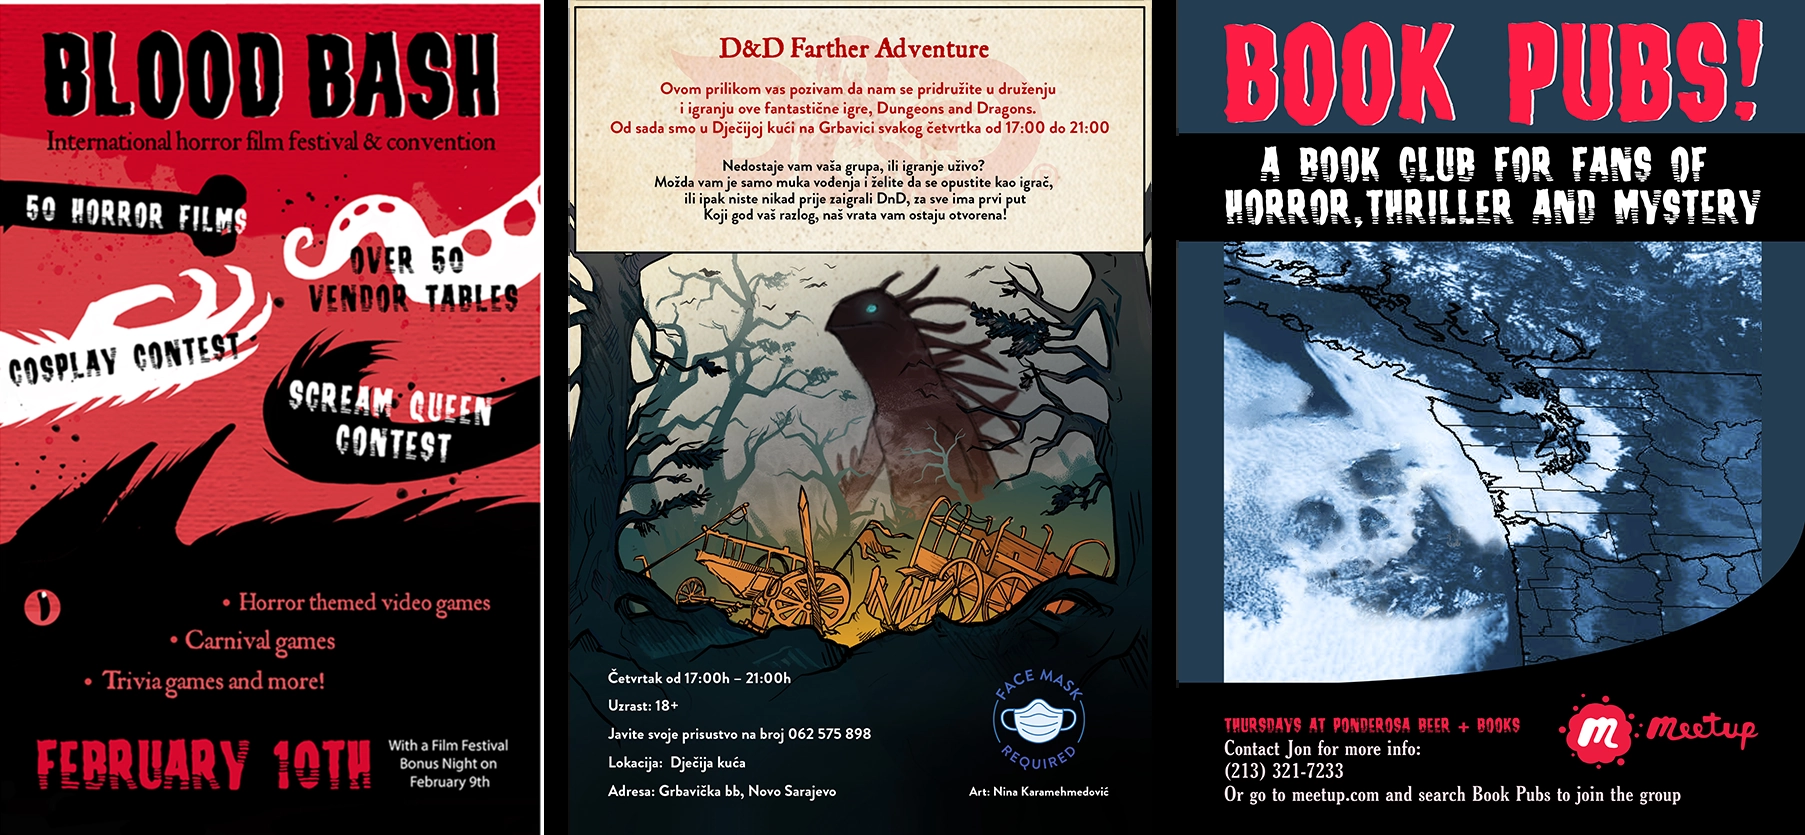 BLOOD BASH
International horror film festival & convention
50 HORROR FILMS
OVER 50
VENDOR TABLES
COSPLAY CONTEST
SCREAM QUEEN
CONTEST
• Horror themed video games
• Carnival games
• Trivia games and more!
FEBRUARY 10TH
With a Film Festival
Bonus Night on
February 9th
D&D Farther Adventure
Ovom prilikom vas pozivam da nam se pridružite u druženju
i igranju ove fantastične igre, Dungeons and Dragons.
Od sada smo u Dječijoj kući na Grbavici svakog četvrtka od 17:00 do 21:00
Nedostaje vam vaša grupa, ili igranje uživo?
Možda vam je samo muka vođenja i želite da se opustite kao igrač,
ili ipak niste nikad prije zaigrali DnD, za sve ima prvi put
Koji god vaš razlog, naš vrata vam ostaju otvorena!
Četvrtak od 17:00h – 21:00h
Uzrast: 18+
Javite svoje prisustvo na broj 062 575 898
Lokacija: Dječija kuća
Adresa: Grbavička bb, Novo Sarajevo
FACE MASK
REQUIRED
Art: Nina Karamehmedović
BOOK PUBS!
A BOOK CLUB FOR FANS OF
HORROR, THRILLER AND MYSTERY
THURSDAYS AT PONDEROSA BEER + BOOKS
Contact Jon for more info:
(213) 321-7233
Or go to meetup.com and search Book Pubs to join the group
m meetup